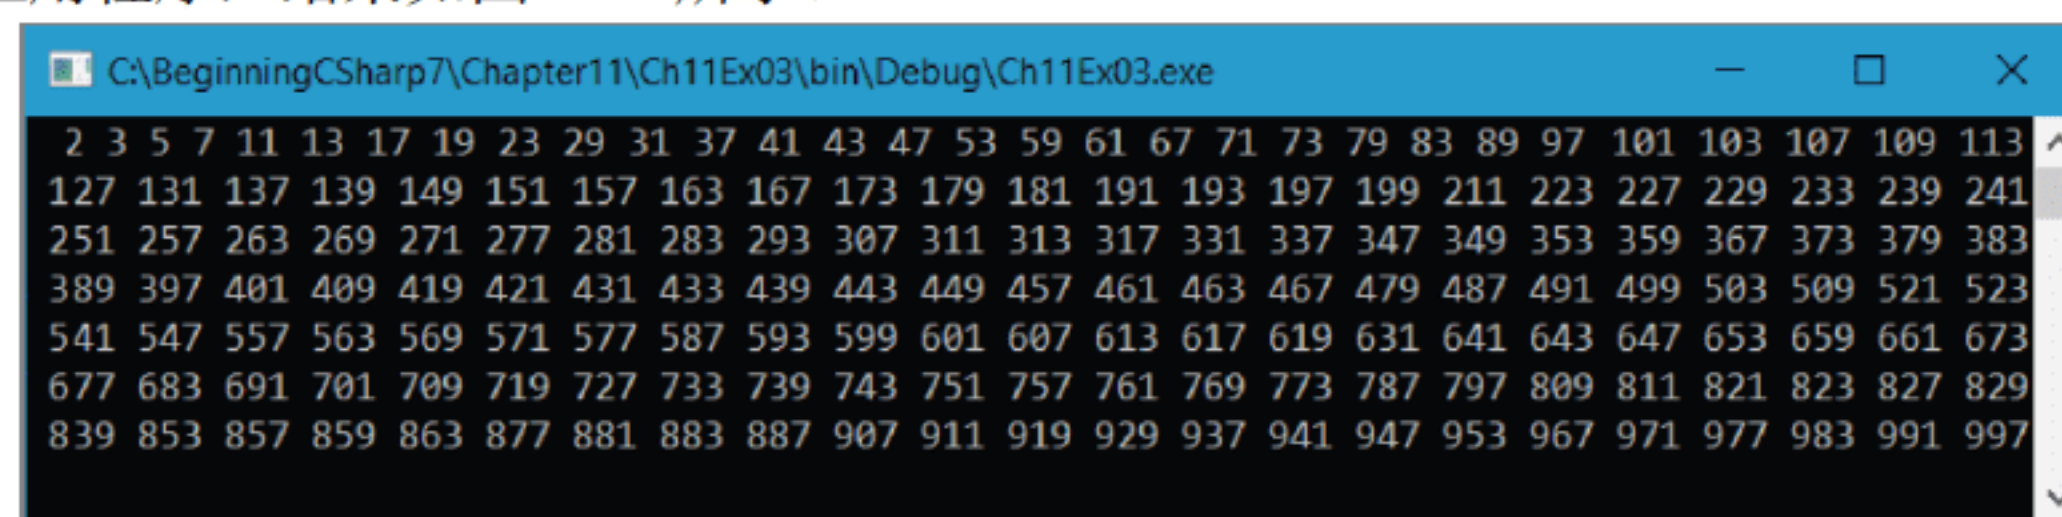 C:\BeginningCSharp7\Chapter11\Ch11Ex03\bin\Debug\Ch11Ex03.exe
2 3 5 7 11 13 17 19 23 29 31 37 41 43 47 53 59 61 67 71 73 79 83 89 97 101 103 107 109 113
127 131 137 139 149 151 157 163 167 173 179 181 191 193 197 199 211 223 227 229 233 239 241
251 257 263 269 271 277 281 283 293 307 311 313 317 331 337 347 349 353 359 367 373 379 383
389 397 401 409 419 421 431 433 439 443 449 457 461 463 467 479 487 491 499 503 509 521 523
541 547 557 563 569 571 577 587 593 599 601 607 613 617 619 631 641 643 647 653 659 661 673
677 683 691 701 709 719 727 733 739 743 751 757 761 769 773 787 797 809 811 821 823 827 829
839 853 857 859 863 877 881 883 887 907 911 919 929 937 941 947 953 967 971 977 983 991 997